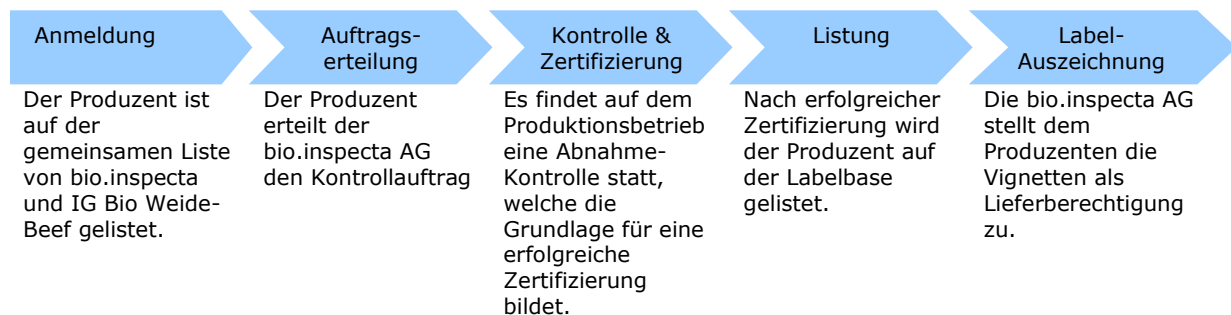 Anmeldung
Der Produzent ist
auf der
gemeinsamen Liste
von bio.inspecta
und IG Bio Weide-
Beef gelistet.
Auftrags-
erteilung
Der Produzent
erteilt der
bio.inspecta AG
den Kontrollauftrag
Kontrolle &
Zertifizierung
Es findet auf dem
Produktionsbetrieb
eine Abnahme-
Kontrolle statt,
welche die
Grundlage für eine
erfolgreiche
Zertifizierung
bildet.
Listung
Nach erfolgreicher
Zertifizierung wird
der Produzent auf
der Labelbase
gelistet.
Label-
Auszeichnung
Die bio.inspecta AG
stellt dem
Produzenten die
Vignetten als
Lieferberechtigung
zu.